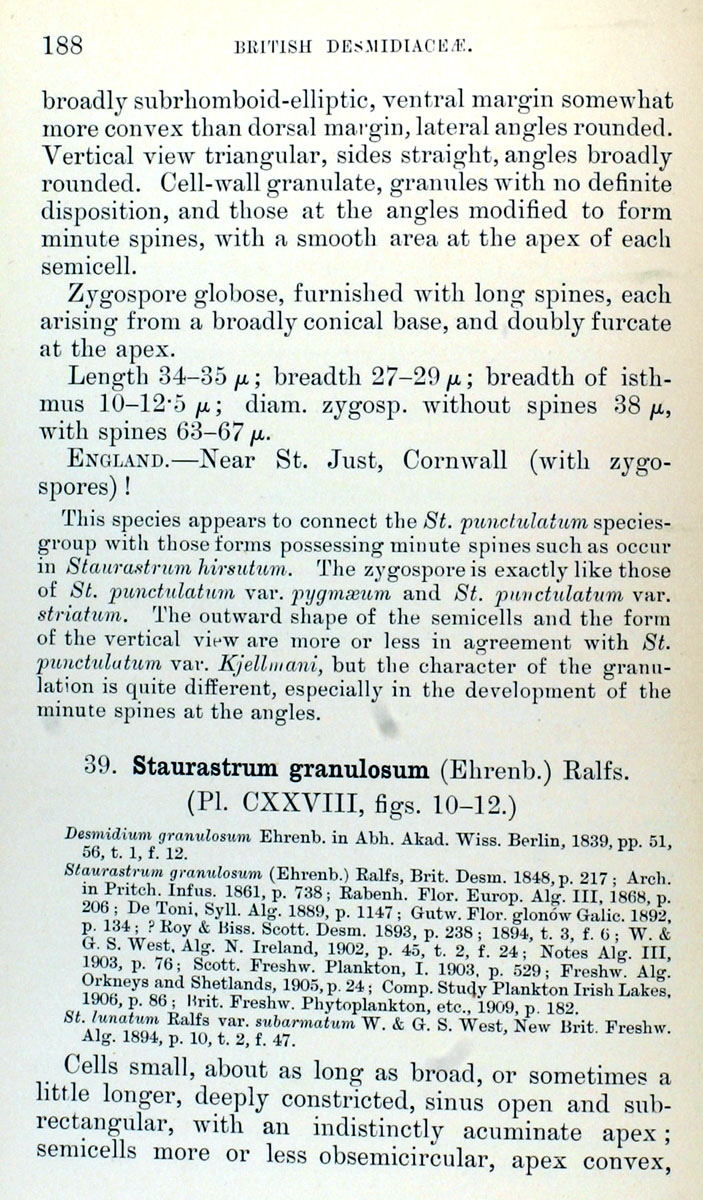 188
BRITISH DESMIDIACEÆ.
broadly subrhomboid-elliptic, ventral margin somewhat
more convex than dorsal margin, lateral angles rounded.
Vertical view triangular, sides straight, angles broadly
rounded. Cell-wall granulate, granules with no definite
disposition, and those at the angles modified to form
minute spines, with a smooth area at the apex of each
semicell.
Zygospore globose, furnished with long spines, each
arising from a broadly conical base, and doubly furcate
at the apex.
Length 34–35 μ; breadth 27–29 μ; breadth of isth-
mus 10–12·5 μ; diam. zygosp. without spines 38 μ,
with spines 63–67 μ.
ENGLAND.—Near St. Just, Cornwall (with zygo-
spores)!
This species appears to connect the St. punctulatum species-
group with those forms possessing minute spines such as occur
in Staurastrum hirsutum. The zygospore is exactly like those
of St. punctulatum var. pygmæum and St. punctulatum var.
striatum. The outward shape of the semicells and the form
of the vertical view are more or less in agreement with St.
punctulatum var. Kjellmani, but the character of the granu-
lation is quite different, especially in the development of the
minute spines at the angles.
39. Staurastrum granulosum (Ehrenb.) Ralfs.
(Pl. CXXVIII, figs. 10–12.)
Desmidium granulosum Ehrenb. in Abh. Akad. Wiss. Berlin, 1839, pp. 51,
56, t. 1, f. 12.
Staurastrum granulosum (Ehrenb.) Ralfs, Brit. Desm. 1848, p. 217; Arch.
in Pritch. Infus. 1861, p. 738; Rabenh. Flor. Europ. Alg. III, 1868, p.
206; De Toni, Syll. Alg. 1889, p. 1147; Gutw. Flor. glonów Galic. 1892,
p. 134; ? Roy & Biss. Scott. Desm. 1893, p. 238; 1894, t. 3, f. 6; W. &
G. S. West, Alg. N. Ireland, 1902, p. 45, t. 2, f. 24; Notes Alg. III,
1903, p. 76; Scott. Freshw. Plankton, I. 1903, p. 529; Freshw. Alg.
Orkneys and Shetlands, 1905, p. 24; Comp. Study Plankton Irish Lakes,
1906, p. 86; Brit. Freshw. Phytoplankton, etc., 1909, p. 182.
St. lunatum Ralfs var. subarmatum W. & G. S. West, New Brit. Freshw.
Alg. 1894, p. 10, t. 2, f. 47.
Cells small, about as long as broad, or sometimes a
little longer, deeply constricted, sinus open and sub-
rectangular, with an indistinctly acuminate apex;
semicells more or less obsemicircular, apex convex,